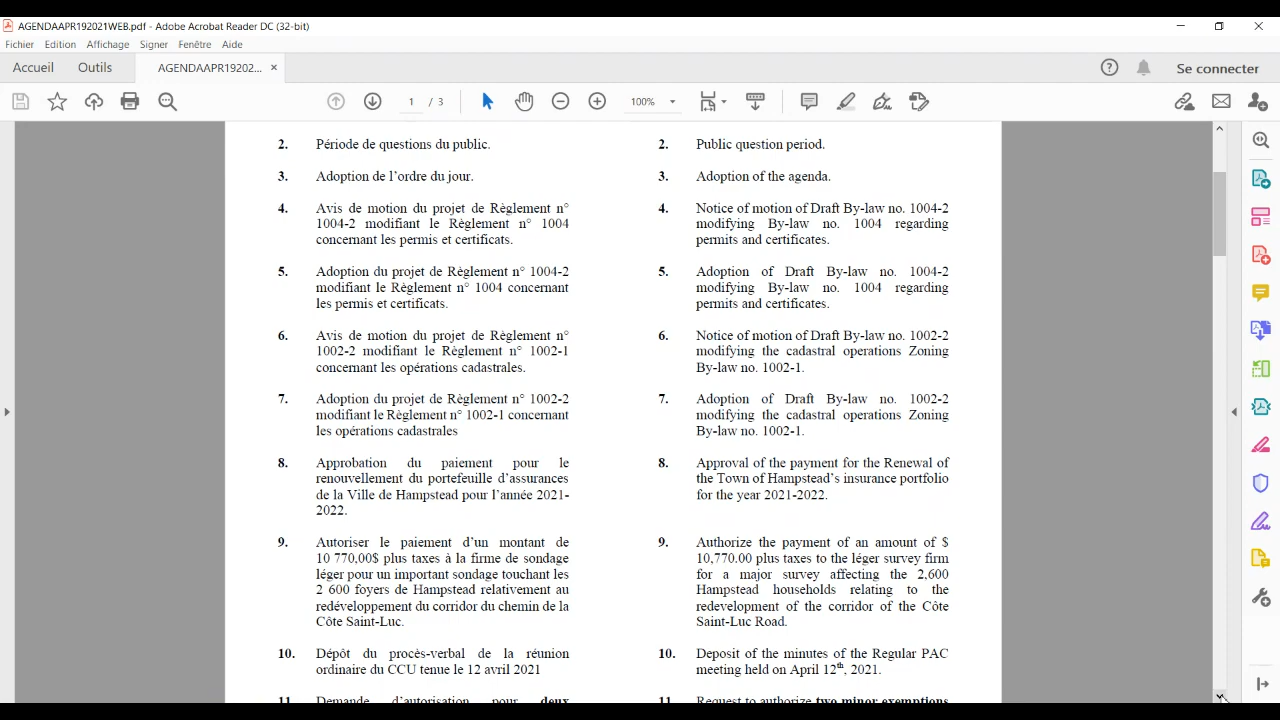 AGENDAAPR192021WEB.pdf - Adobe Acrobat Reader DC (32-bit)
Fichier Edition Affichage Signer Fenêtre Aide
Accueil Outils AGENDAAPR19202... × Se connecter
1 / 3 100%
2. Période de questions du public.
3. Adoption de l'ordre du jour.
4. Avis de motion du projet de Règlement n°
1004-2 modifiant le Règlement n° 1004
concernant les permis et certificats.
5. Adoption du projet de Règlement n° 1004-2
modifiant le Règlement n° 1004 concernant
les permis et certificats.
6. Avis de motion du projet de Règlement n°
1002-2 modifiant le Règlement n° 1002-1
concernant les opérations cadastrales.
7. Adoption du projet de Règlement n° 1002-2
modifiant le Règlement n° 1002-1 concernant
les opérations cadastrales
8. Approbation du paiement pour le
renouvellement du portefeuille d'assurances
de la Ville de Hampstead pour l'année 2021-
2022.
9. Autoriser le paiement d'un montant de
10 770,00$ plus taxes à la firme de sondage
léger pour un important sondage touchant les
2 600 foyers de Hampstead relativement au
redéveloppement du corridor du chemin de la
Côte Saint-Luc.
10. Dépôt du procès-verbal de la réunion
ordinaire du CCU tenue le 12 avril 2021
11 Demande d'autorisation pour deux
2. Public question period.
3. Adoption of the agenda.
4. Notice of motion of Draft By-law no. 1004-2
modifying By-law no. 1004 regarding
permits and certificates.
5. Adoption of Draft By-law no. 1004-2
modifying By-law no. 1004 regarding
permits and certificates.
6. Notice of motion of Draft By-law no. 1002-2
modifying the cadastral operations Zoning
By-law no. 1002-1.
7. Adoption of Draft By-law no. 1002-2
modifying the cadastral operations Zoning
By-law no. 1002-1.
8. Approval of the payment for the Renewal of
the Town of Hampstead's insurance portfolio
for the year 2021-2022.
9. Authorize the payment of an amount of $
10,770.00 plus taxes to the léger survey firm
for a major survey affecting the 2,600
Hampstead households relating to the
redevelopment of the corridor of the Côte
Saint-Luc Road.
10. Deposit of the minutes of the Regular PAC
meeting held on April 12th, 2021.
11 Request to authorize two minor exemptions